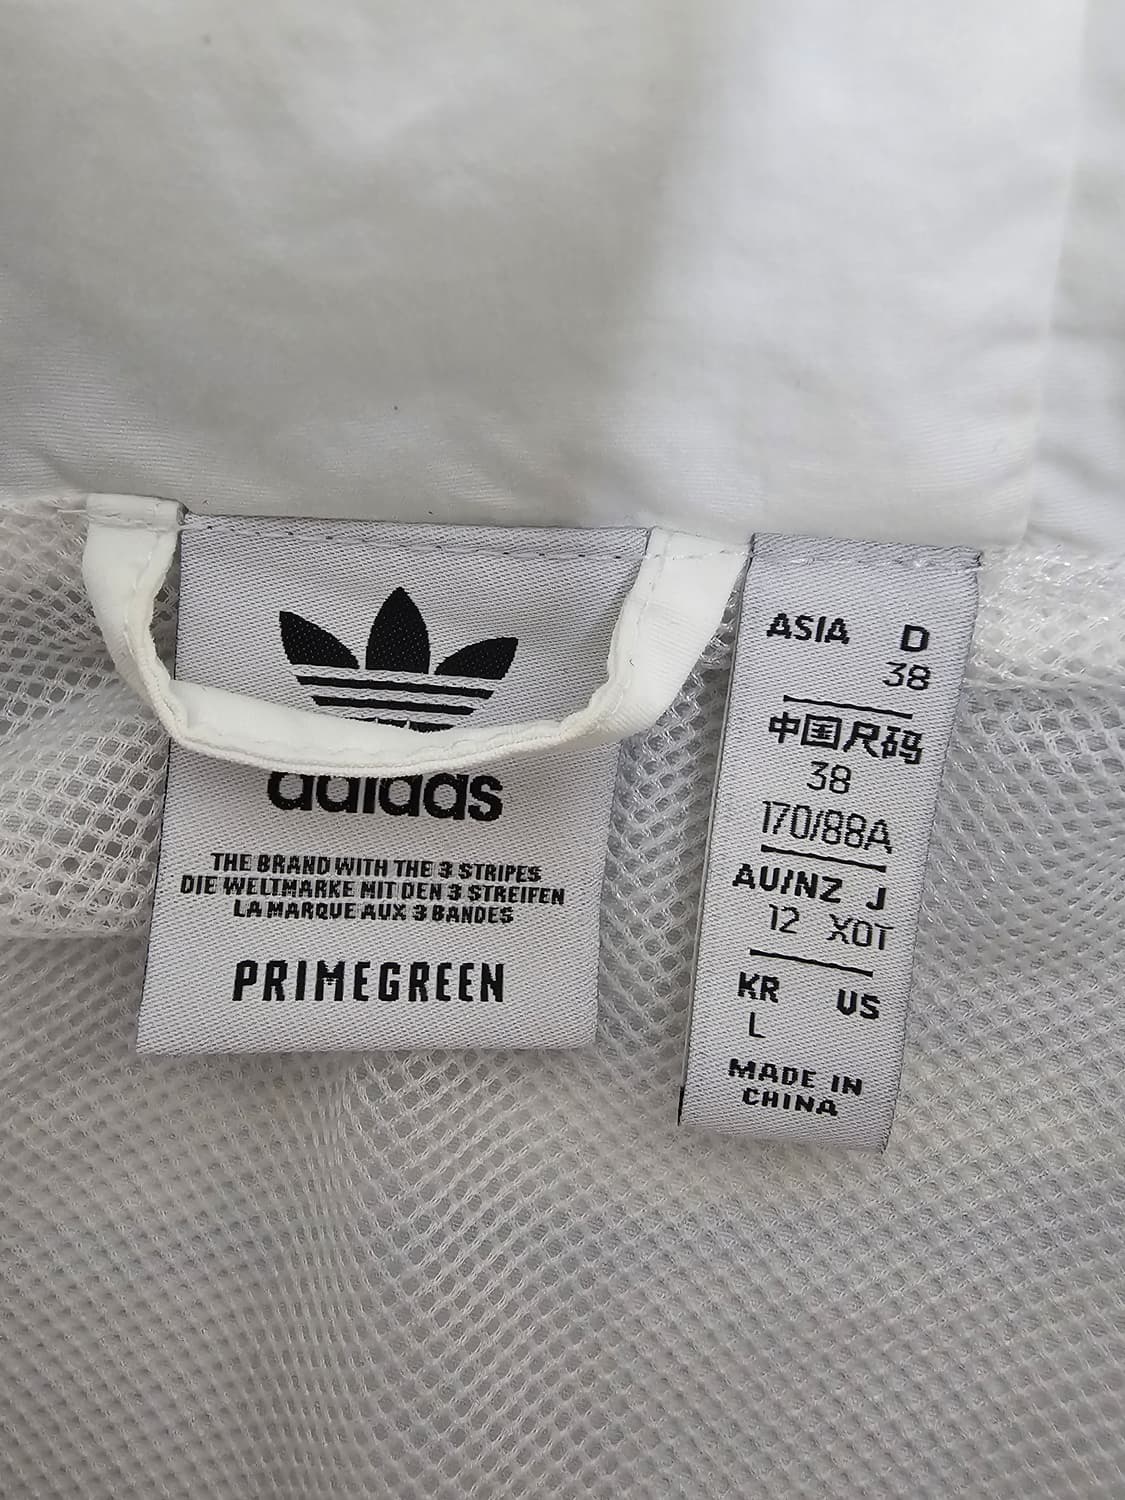 adidas
THE BRAND WITH THE 3 STRIPES
DIE WELTMARKE MIT DEN 3 STREIFEN
LA MARQUE AUX 3 BANDES
PRIMEGREEN
ASIA D
38
中国尺码
38
170/88A
AU/NZ J
12 XOT
KR US
L
MADE IN
CHINA